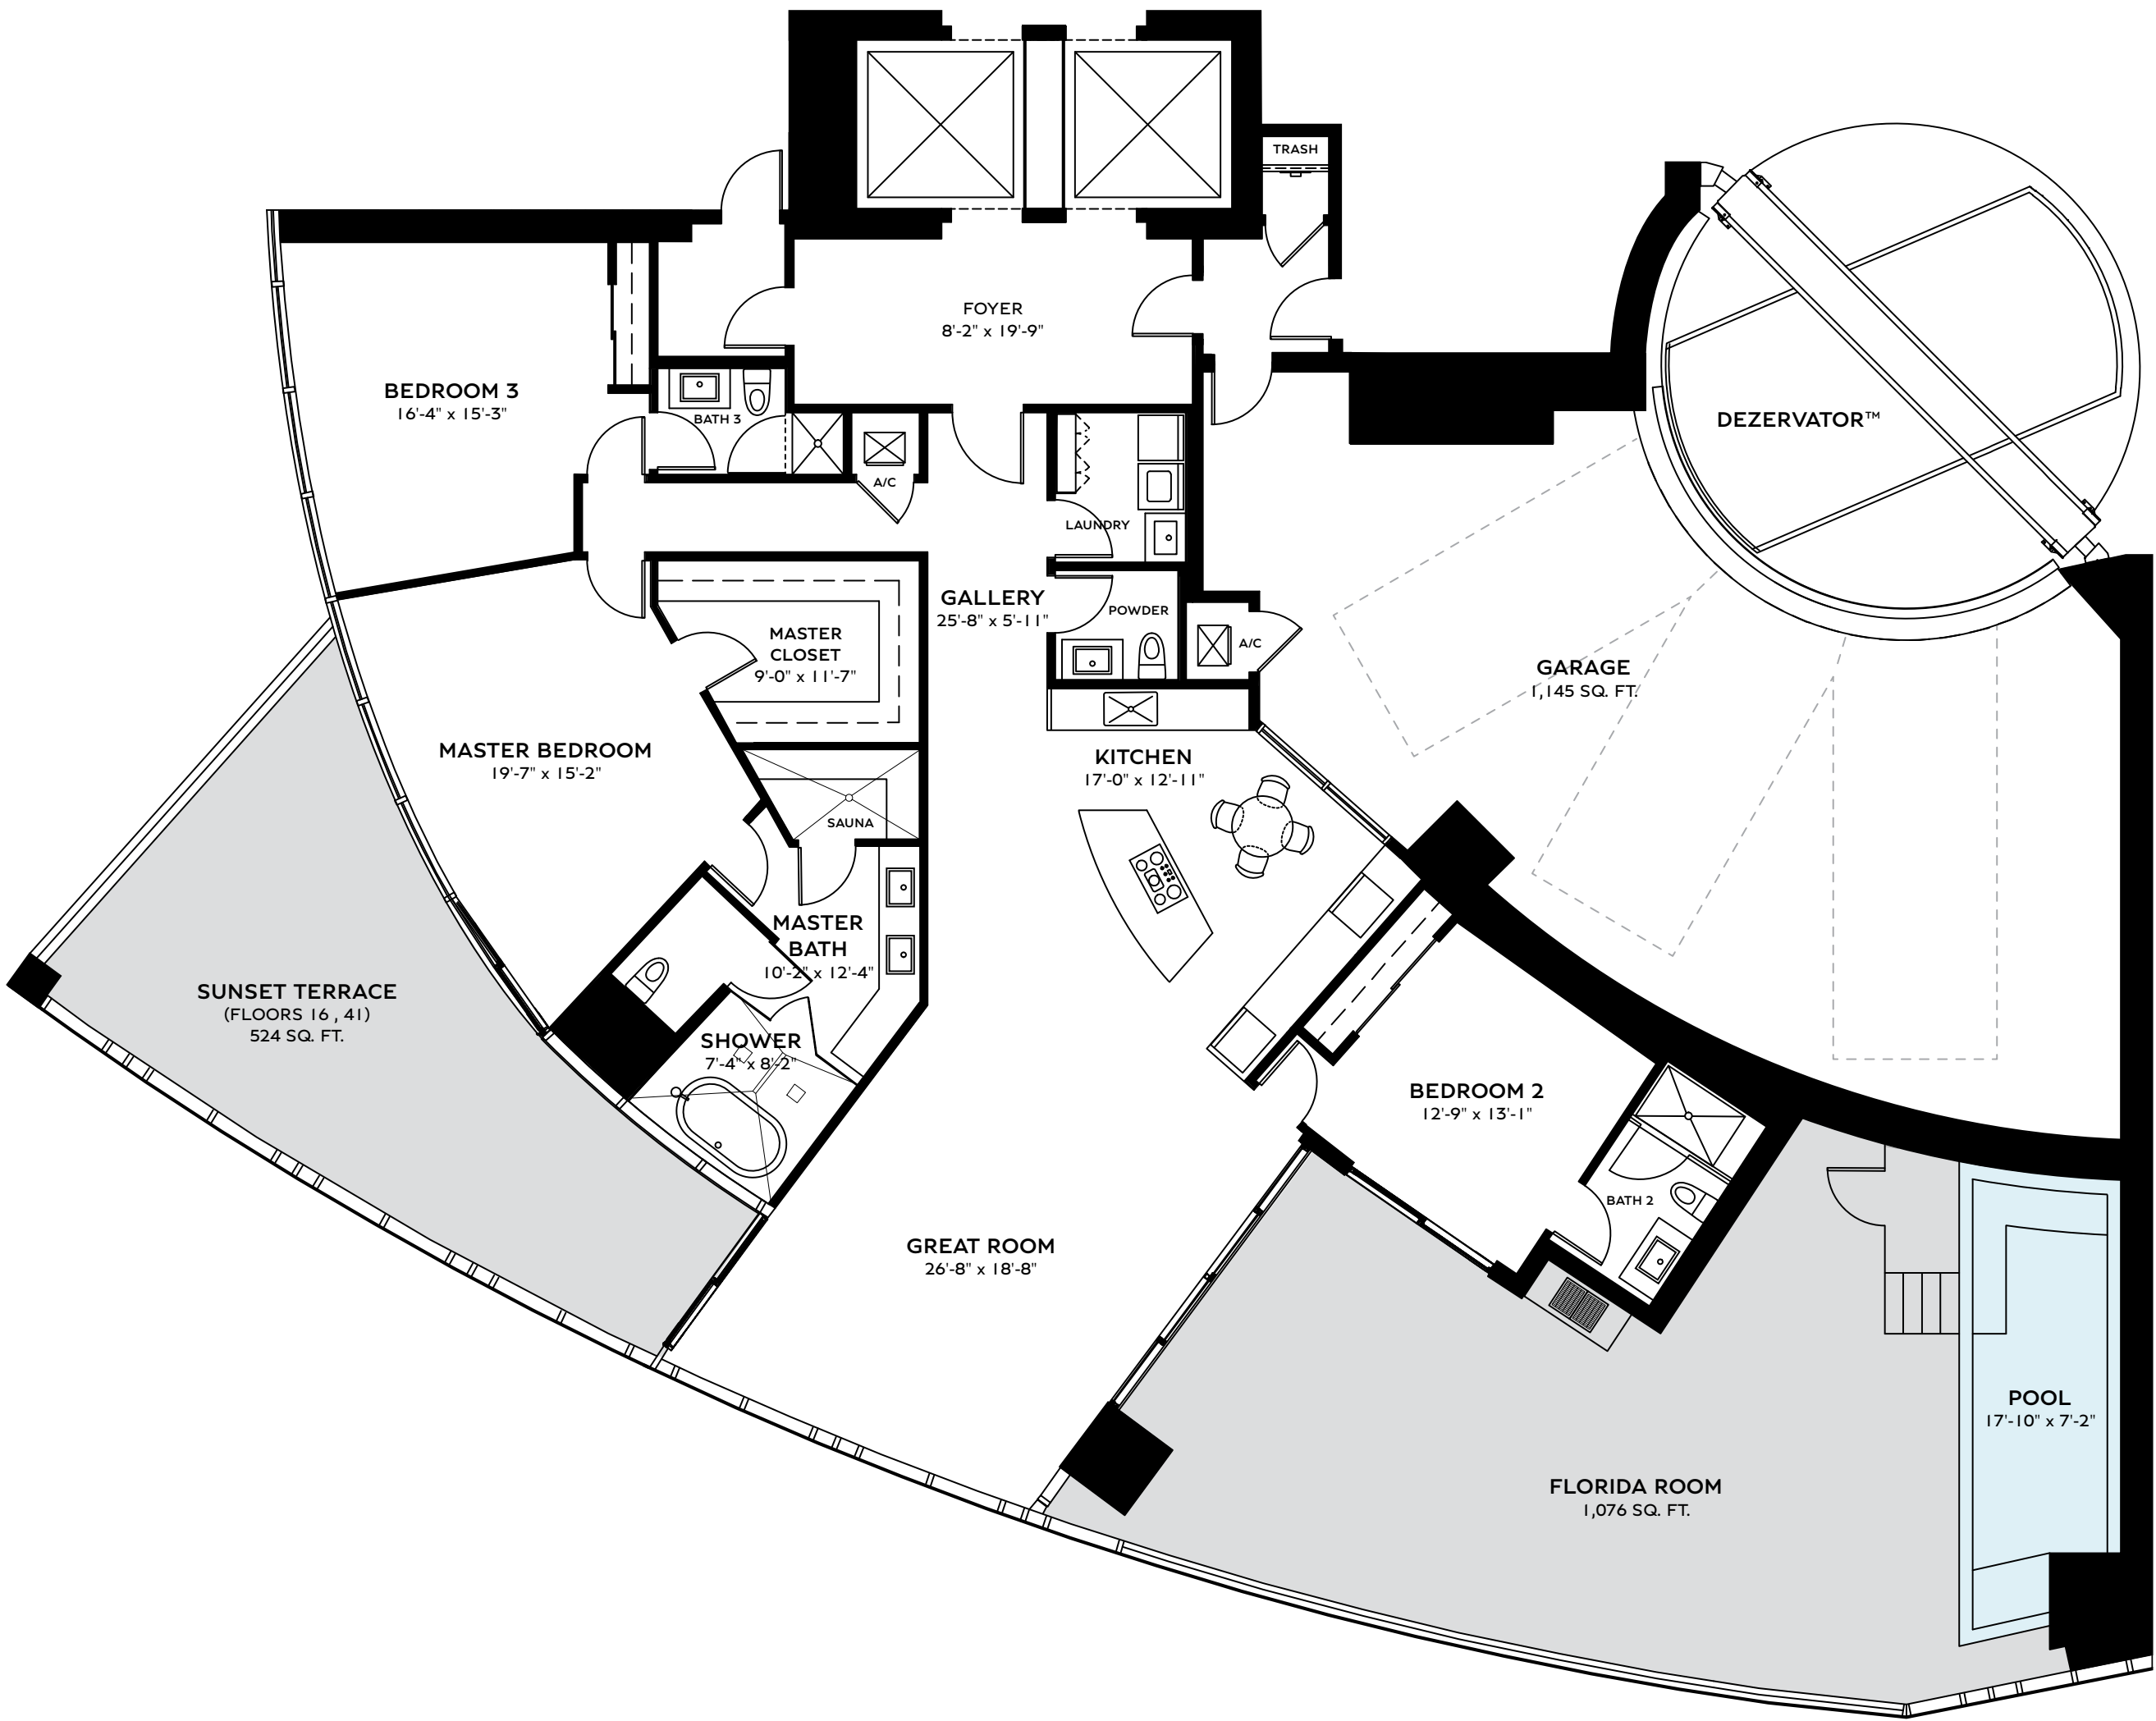 TRASH
FOYER
8'-2" x 19'-9"
BEDROOM 3
16'-4" x 15'-3"
BATH 3
DEZERVATOR™
A/C
LAUNDRY
GALLERY
25'-8" x 5'-11"
POWDER
MASTER
CLOSET
9'-0" x 11'-7"
A/C
GARAGE
1,145 SQ. FT.
MASTER BEDROOM
19'-7" x 15'-2"
KITCHEN
17'-0" x 12'-11"
SAUNA
MASTER
BATH
10'-2" x 12'-4"
SUNSET TERRACE
(FLOORS 16 , 41)
524 SQ. FT.
SHOWER
7'-4" x 8'-2"
BEDROOM 2
12'-9" x 13'-1"
BATH 2
GREAT ROOM
26'-8" x 18'-8"
POOL
17'-10" x 7'-2"
FLORIDA ROOM
1,076 SQ. FT.